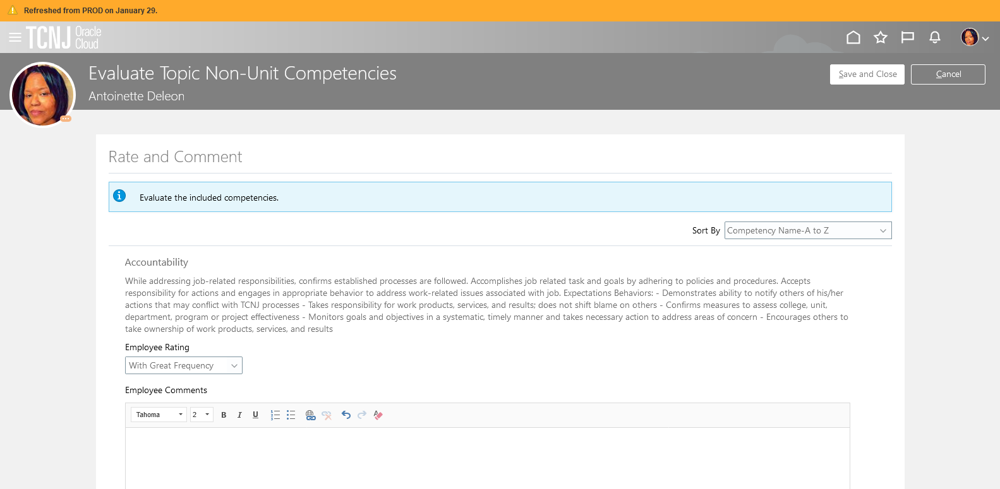 Refreshed from PROD on January 29.
TCNJ Oracle Cloud
Evaluate Topic Non-Unit Competencies
Antoinette Deleon
Save and Close
Cancel
Rate and Comment
Evaluate the included competencies.
Sort By Competency Name-A to Z
Accountability
While addressing job-related responsibilities, confirms established processes are followed. Accomplishes job related task and goals by adhering to policies and procedures. Accepts
responsibility for actions and engages in appropriate behavior to address work-related issues associated with job. Expectations Behaviors: - Demonstrates ability to notify others of his/her
actions that may conflict with TCNJ processes - Takes responsibility for work products, services, and results; does not shift blame on others - Confirms measures to assess college, unit,
department, program or project effectiveness - Monitors goals and objectives in a systematic, timely manner and takes necessary action to address areas of concern - Encourages others to
take ownership of work products, services, and results
Employee Rating
With Great Frequency
Employee Comments
Tahoma 2 B I U